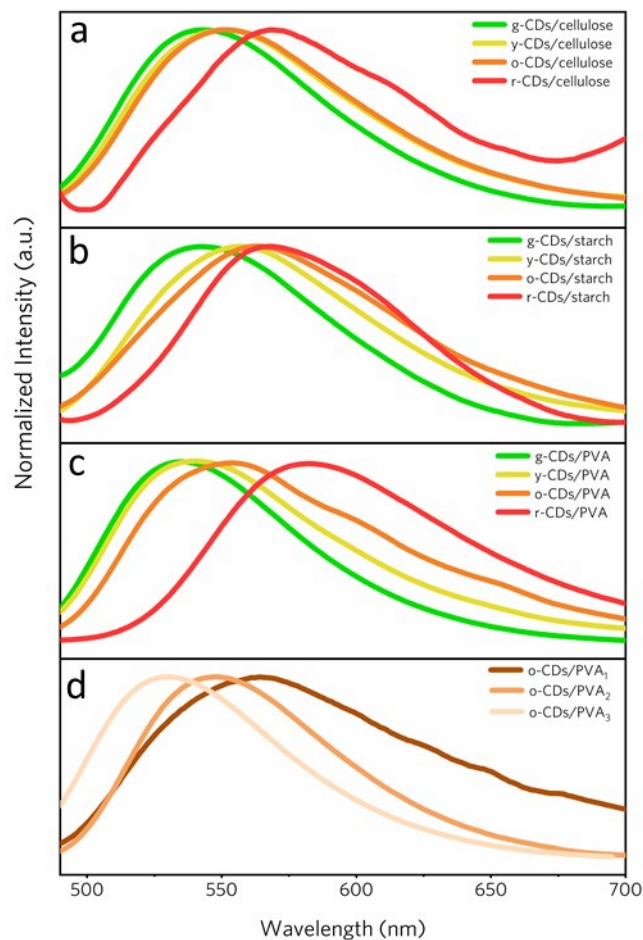 a
g-CDs/cellulose
y-CDs/cellulose
o-CDs/cellulose
r-CDs/cellulose
b
g-CDs/starch
y-CDs/starch
o-CDs/starch
r-CDs/starch
c
g-CDs/PVA
y-CDs/PVA
o-CDs/PVA
r-CDs/PVA
d
o-CDs/PVA₁
o-CDs/PVA₂
o-CDs/PVA₃
Normalized Intensity (a.u.)
500 550 600 650 700
Wavelength (nm)